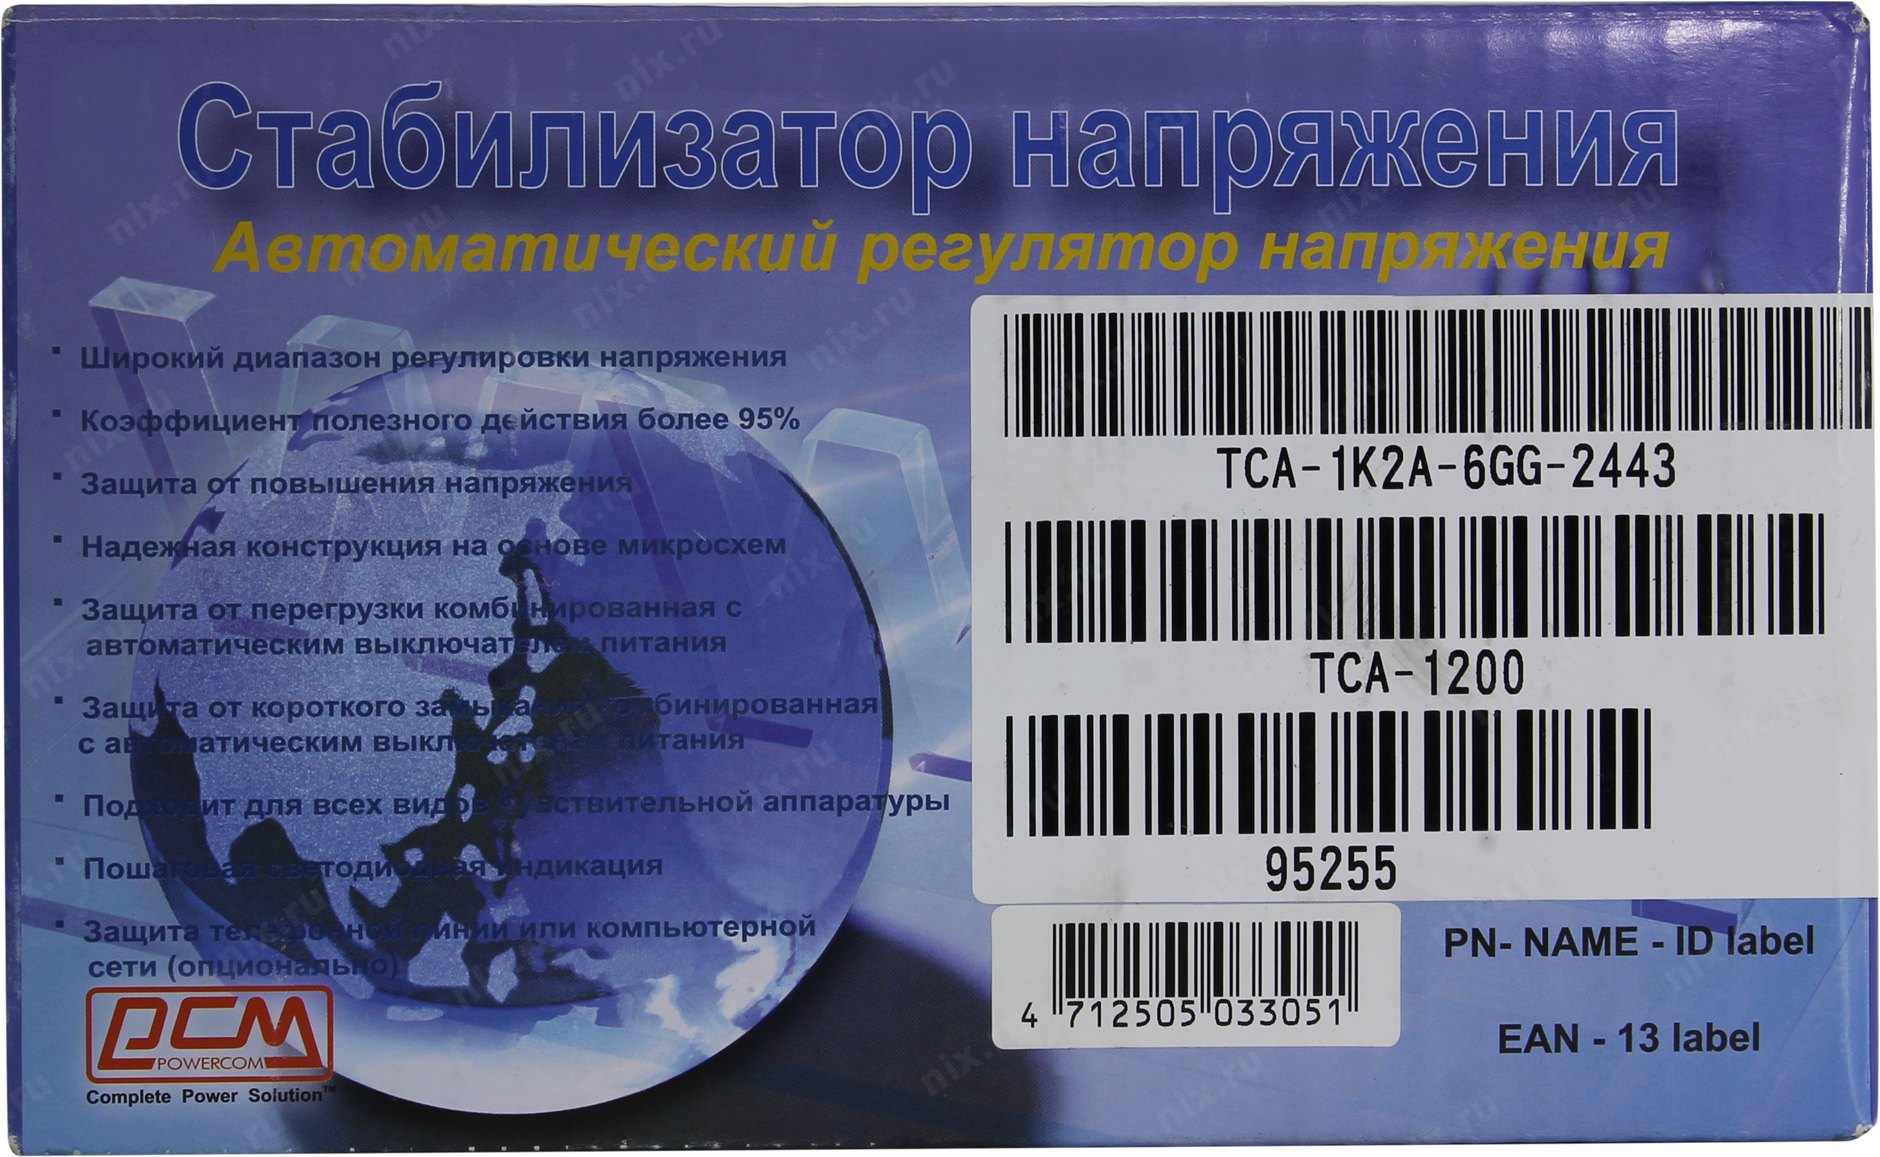 Стабилизатор напряжения
Автоматический регулятор напряжения
Широкий диапазон регулировки напряжения
Коэффициент полезного действия более 95%
Защита от повышения напряжения
Надежная конструкция на основе микросхем
Защита от перегрузки комбинированная с
автоматическим выключателем питания
Защита от короткого замыкания комбинированная
с автоматическим выключателем питания
Подходит для всех видов чувствительной аппаратуры
Пошаговая светодиодная индикация
Защита телефонной линии или компьютерной
сети (опционально)
PCM
POWERCOM
Complete Power Solution™
TCA-1K2A-6GG-2443
TCA-1200
95255
4 712505 033051
PN- NAME - ID label
EAN - 13 label
nix.ru